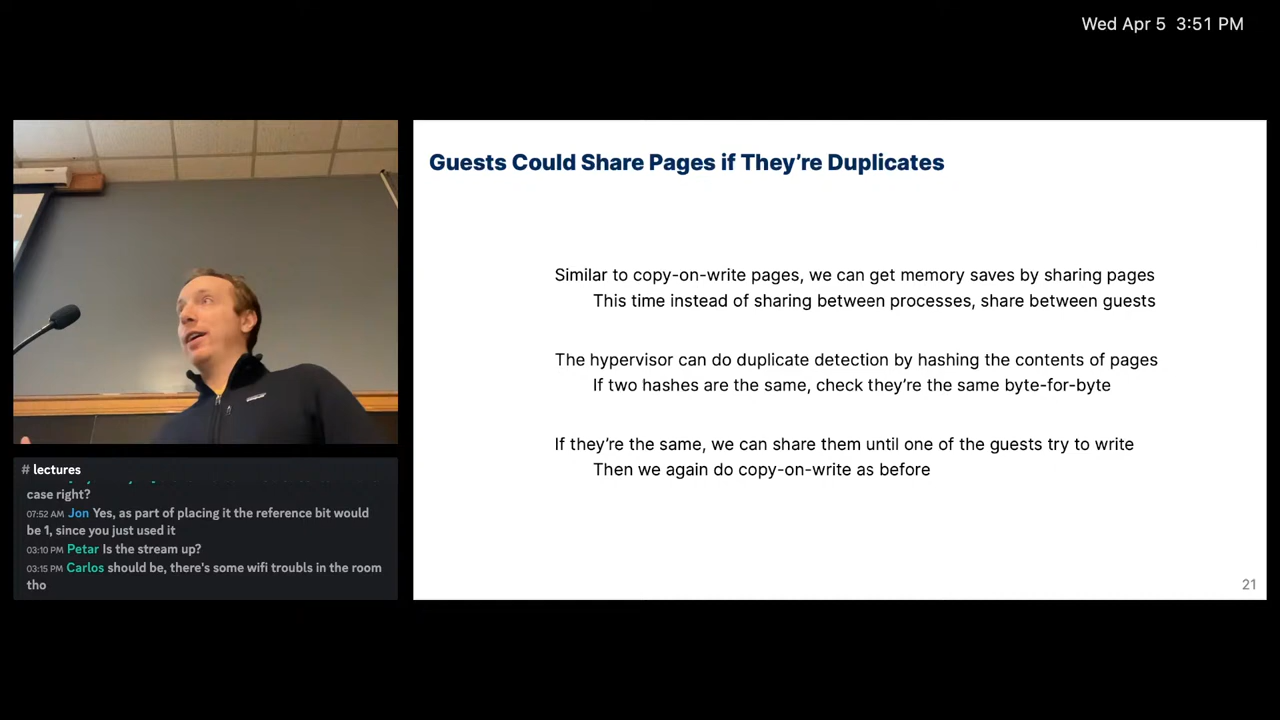 Wed Apr 5 3:51 PM
Guests Could Share Pages if They're Duplicates
Similar to copy-on-write pages, we can get memory saves by sharing pages
This time instead of sharing between processes, share between guests
The hypervisor can do duplicate detection by hashing the contents of pages
If two hashes are the same, check they're the same byte-for-byte
If they're the same, we can share them until one of the guests try to write
Then we again do copy-on-write as before
21
# lectures
case right?
07:52 AM Jon Yes, as part of placing it the reference bit would
be 1, since you just used it
03:10 PM Petar Is the stream up?
03:15 PM Carlos should be, there's some wifi troubls in the room
tho